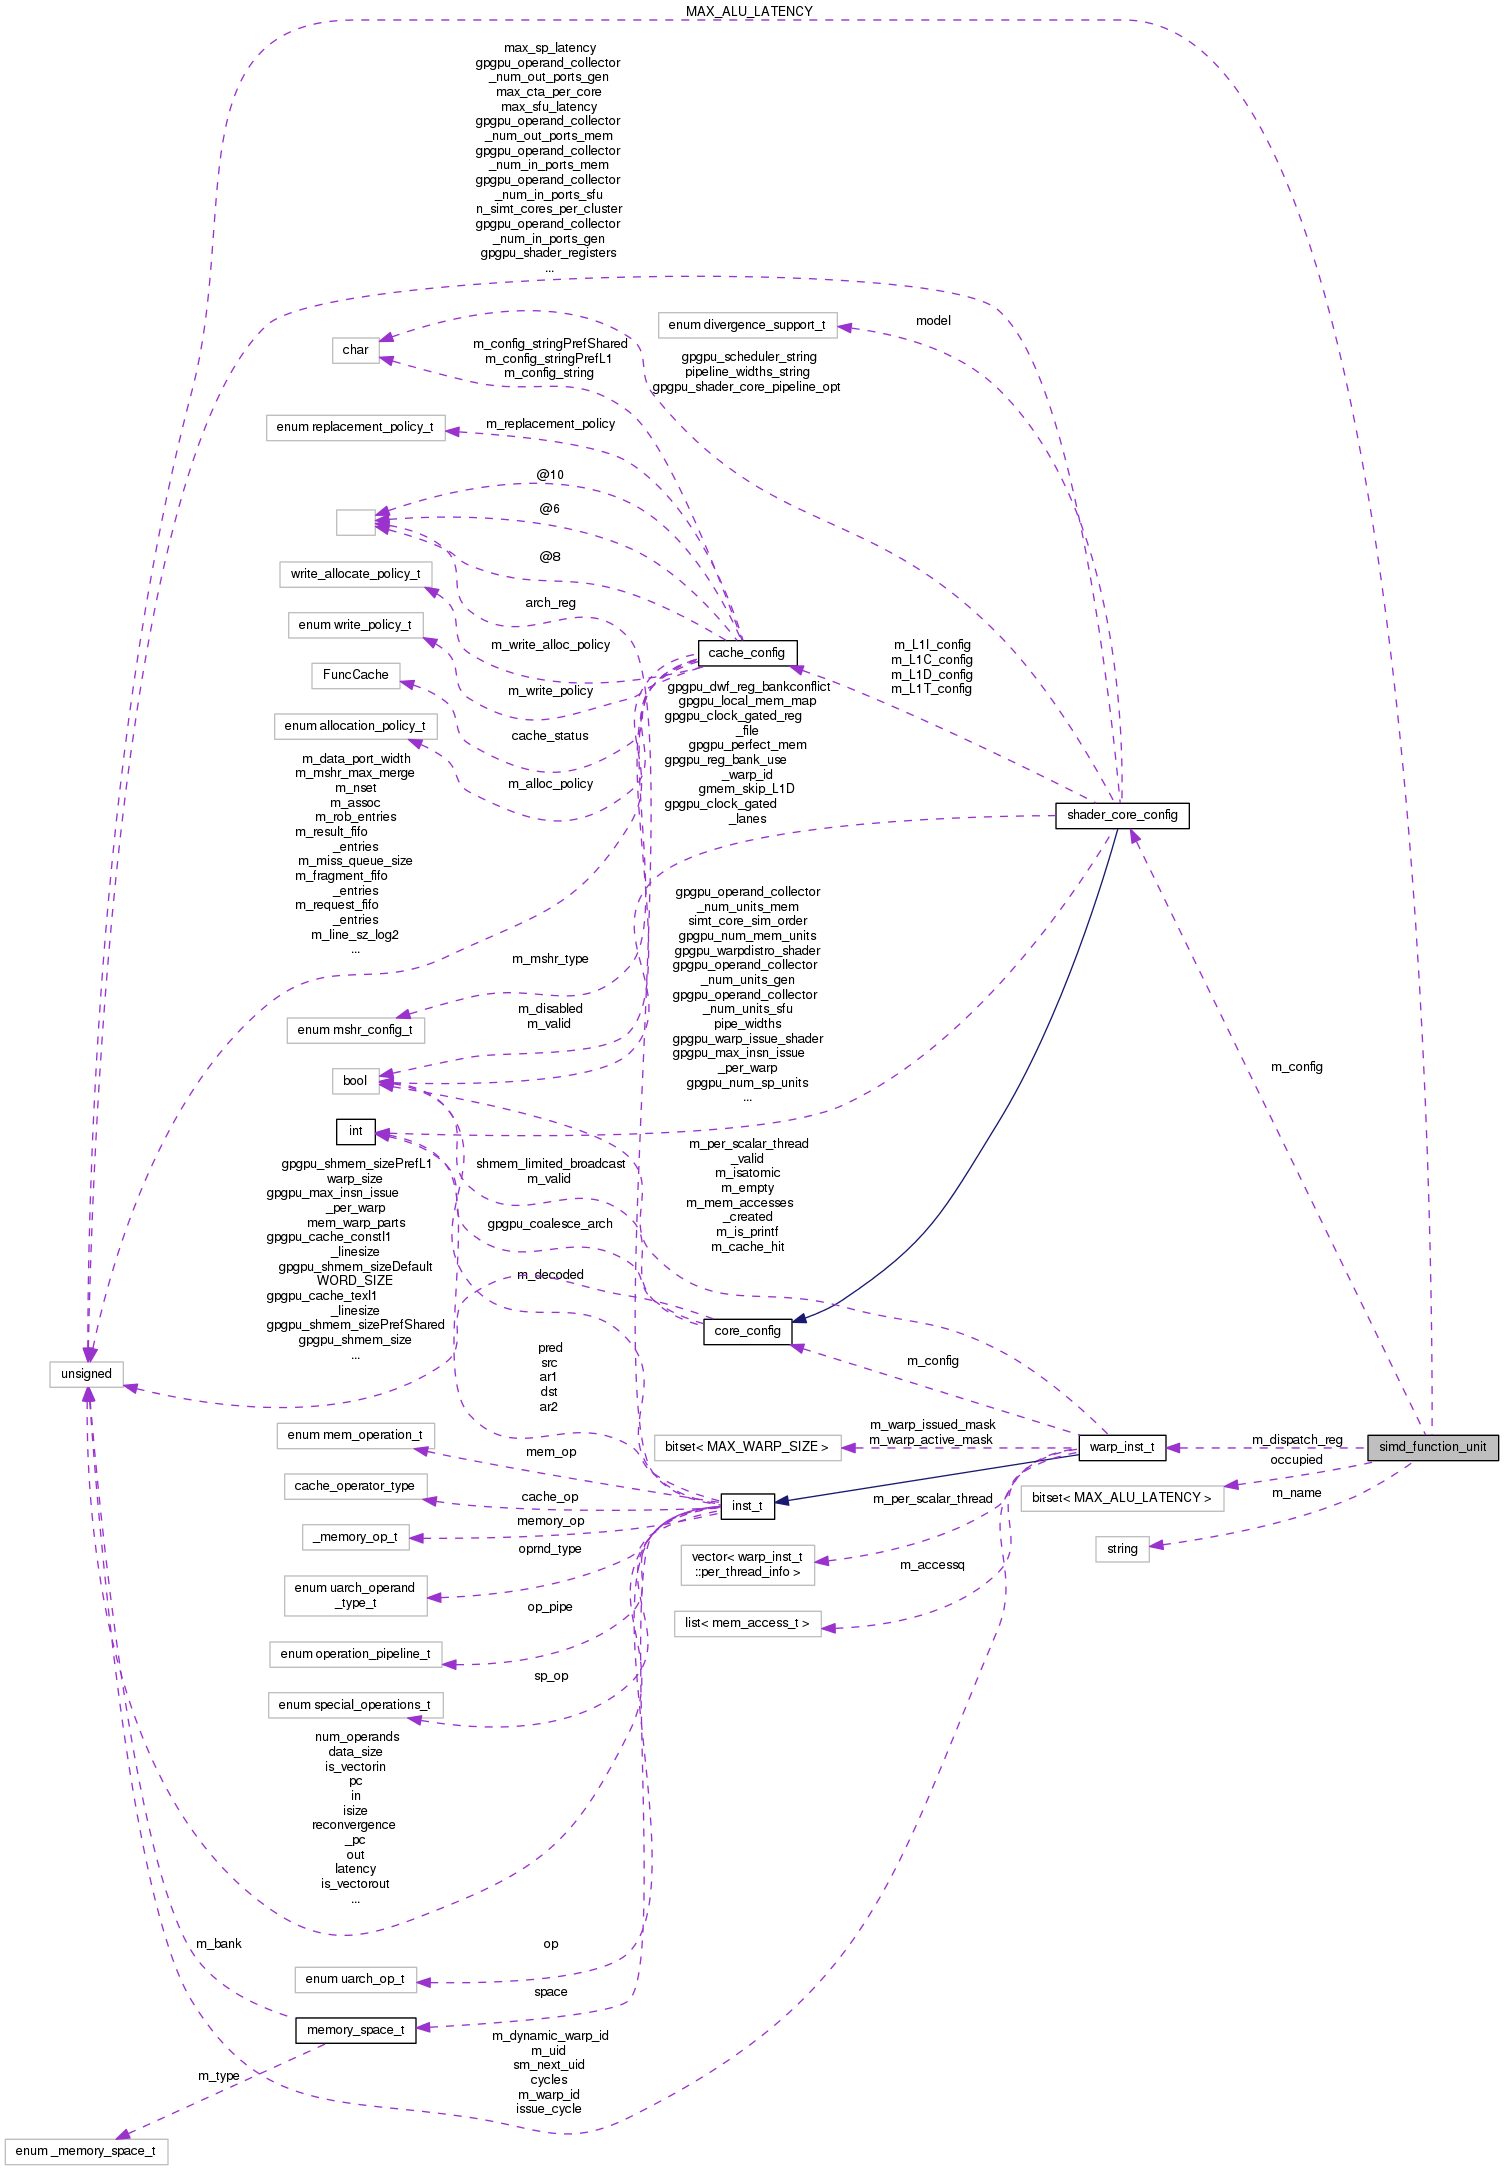 MAX_ALU_LATENCY
max_sp_latency
gpgpu_operand_collector
_num_out_ports_gen
max_cta_per_core
max_sfu_latency
gpgpu_operand_collector
_num_out_ports_mem
gpgpu_operand_collector
_num_in_ports_mem
gpgpu_operand_collector
_num_in_ports_sfu
n_simt_cores_per_cluster
gpgpu_operand_collector
_num_in_ports_gen
gpgpu_shader_registers
...
enum divergence_support_t
model
char
m_config_stringPrefShared
m_config_stringPrefL1
m_config_string
gpgpu_scheduler_string
pipeline_widths_string
gpgpu_shader_core_pipeline_opt
enum replacement_policy_t
m_replacement_policy
@10
@6
@8
write_allocate_policy_t
arch_reg
enum write_policy_t
m_write_alloc_policy
cache_config
m_L1I_config
m_L1C_config
m_L1D_config
m_L1T_config
FuncCache
m_write_policy
enum allocation_policy_t
cache_status
m_alloc_policy
gpgpu_dwf_reg_bankconflict
gpgpu_local_mem_map
gpgpu_clock_gated_reg
_file
gpgpu_perfect_mem
gpgpu_reg_bank_use
_warp_id
gmem_skip_L1D
gpgpu_clock_gated
_lanes
shader_core_config
m_data_port_width
m_mshr_max_merge
m_nset
m_assoc
m_rob_entries
m_result_fifo
_entries
m_miss_queue_size
m_fragment_fifo
_entries
m_request_fifo
_entries
m_line_sz_log2
...
m_mshr_type
enum mshr_config_t
m_disabled
m_valid
gpgpu_operand_collector
_num_units_mem
simt_core_sim_order
gpgpu_num_mem_units
gpgpu_warpdistro_shader
gpgpu_operand_collector
_num_units_gen
gpgpu_operand_collector
_num_units_sfu
pipe_widths
gpgpu_warp_issue_shader
gpgpu_max_insn_issue
_per_warp
gpgpu_num_sp_units
...
m_config
bool
int
gpgpu_shmem_sizePrefL1
warp_size
gpgpu_max_insn_issue
_per_warp
mem_warp_parts
gpgpu_cache_constl1
_linesize
gpgpu_shmem_sizeDefault
WORD_SIZE
gpgpu_cache_texl1
_linesize
gpgpu_shmem_sizePrefShared
gpgpu_shmem_size
...
shmem_limited_broadcast
m_valid
gpgpu_coalesce_arch
m_decoded
m_per_scalar_thread
_valid
m_isatomic
m_empty
m_mem_accesses
_created
m_is_printf
m_cache_hit
core_config
m_config
unsigned
pred
src
ar1
dst
ar2
enum mem_operation_t
mem_op
bitset< MAX_WARP_SIZE >
m_warp_issued_mask
m_warp_active_mask
warp_inst_t
m_dispatch_reg
simd_function_unit
occupied
cache_operator_type
cache_op
inst_t
m_per_scalar_thread
bitset< MAX_ALU_LATENCY >
m_name
_memory_op_t
memory_op
string
oprnd_type
vector< warp_inst_t
::per_thread_info >
m_accessq
enum uarch_operand
_type_t
op_pipe
list< mem_access_t >
enum operation_pipeline_t
sp_op
enum special_operations_t
num_operands
data_size
is_vectorin
pc
in
isize
reconvergence
_pc
out
latency
is_vectorout
...
m_bank
op
enum uarch_op_t
space
memory_space_t
m_dynamic_warp_id
m_uid
sm_next_uid
cycles
m_warp_id
issue_cycle
m_type
enum _memory_space_t